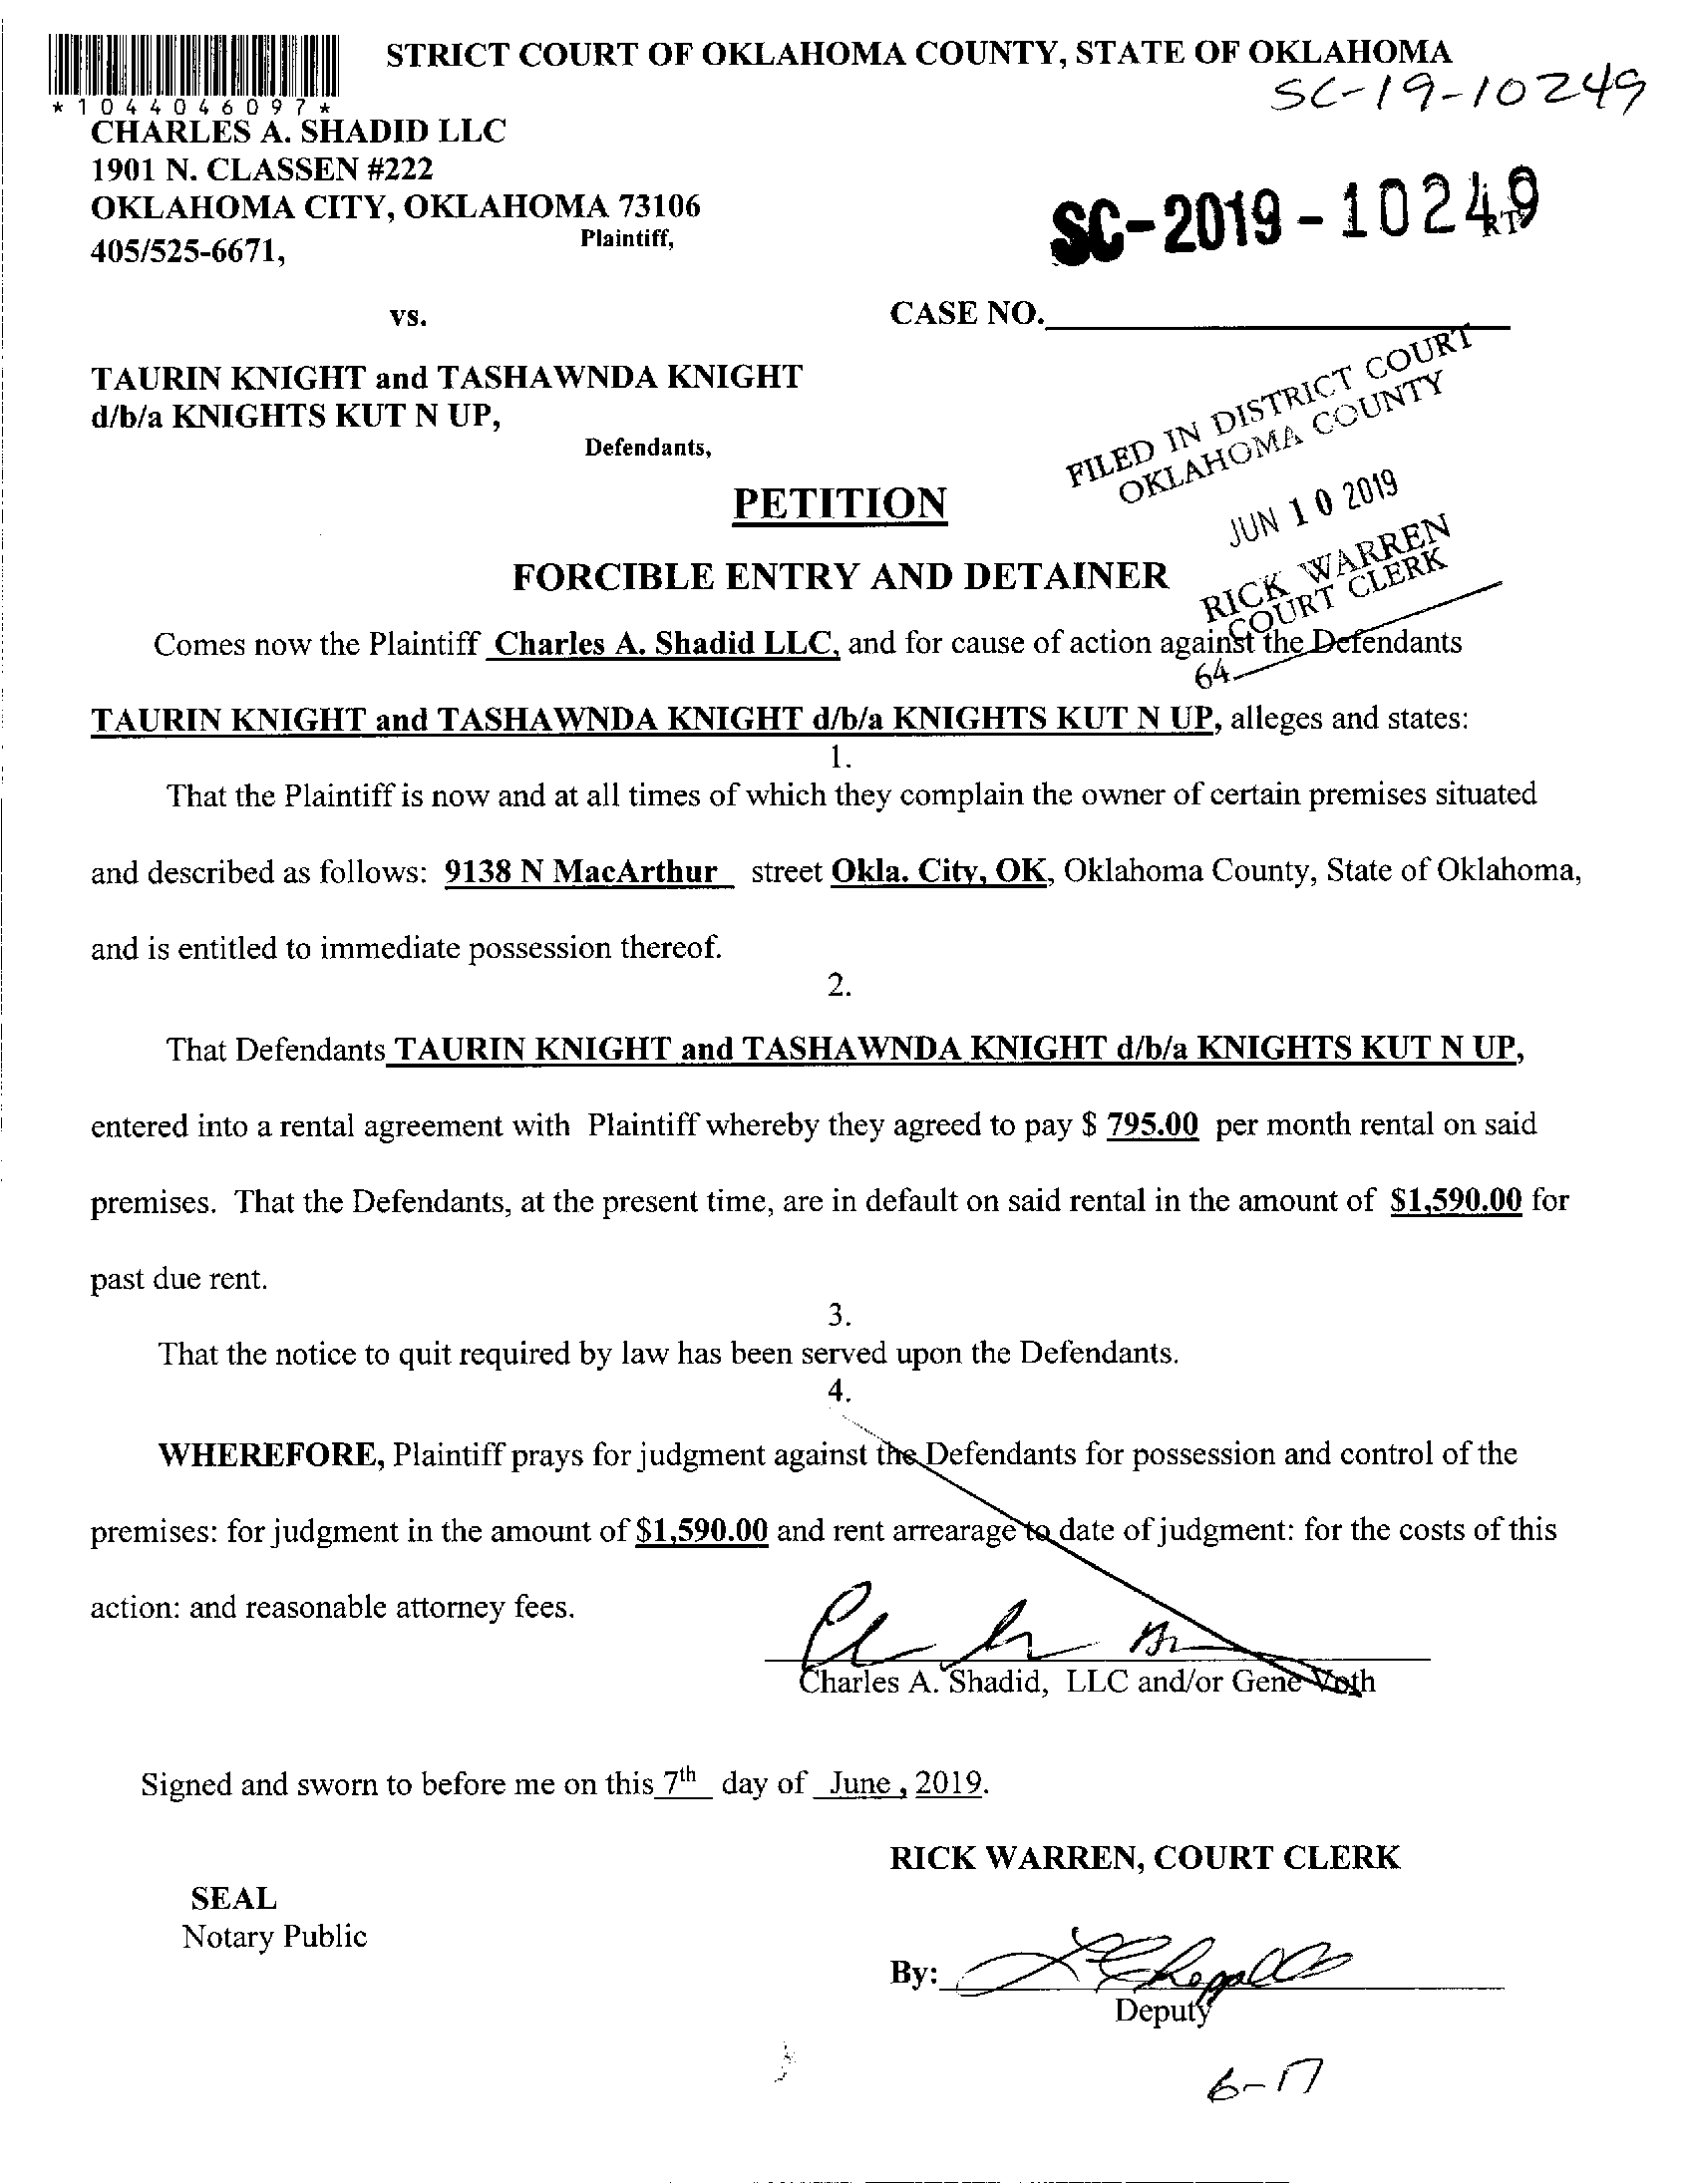 STRICT COURT OF OKLAHOMA COUNTY, STATE OF OKLAHOMA
SC-19-10249
*1044046097*
CHARLES A. SHADID LLC
1901 N. CLASSEN #222
OKLAHOMA CITY, OKLAHOMA 73106
405/525-6671,
Plaintiff,
SC-2019-10249
RT
vs.
CASE NO.
TAURIN KNIGHT and TASHAWNDA KNIGHT
d/b/a KNIGHTS KUT N UP,
Defendants,
FILED IN DISTRICT COURT
OKLAHOMA COUNTY
JUN 10 2019
RICK WARREN
COURT CLERK
64
PETITION
FORCIBLE ENTRY AND DETAINER
Comes now the Plaintiff Charles A. Shadid LLC, and for cause of action against the Defendants
TAURIN KNIGHT and TASHAWNDA KNIGHT d/b/a KNIGHTS KUT N UP, alleges and states:
1.
That the Plaintiff is now and at all times of which they complain the owner of certain premises situated
and described as follows: 9138 N MacArthur street Okla. City, OK, Oklahoma County, State of Oklahoma,
and is entitled to immediate possession thereof.
2.
That Defendants TAURIN KNIGHT and TASHAWNDA KNIGHT d/b/a KNIGHTS KUT N UP,
entered into a rental agreement with Plaintiff whereby they agreed to pay $ 795.00 per month rental on said
premises. That the Defendants, at the present time, are in default on said rental in the amount of $1,590.00 for
past due rent.
3.
That the notice to quit required by law has been served upon the Defendants.
4.
WHEREFORE, Plaintiff prays for judgment against the Defendants for possession and control of the
premises: for judgment in the amount of $1,590.00 and rent arrearage to date of judgment: for the costs of this
action: and reasonable attorney fees.
Charles A. Shadid, LLC and/or Gene Voth
Signed and sworn to before me on this 7th day of June, 2019.
RICK WARREN, COURT CLERK
SEAL
Notary Public
By:
Deputy
6-17